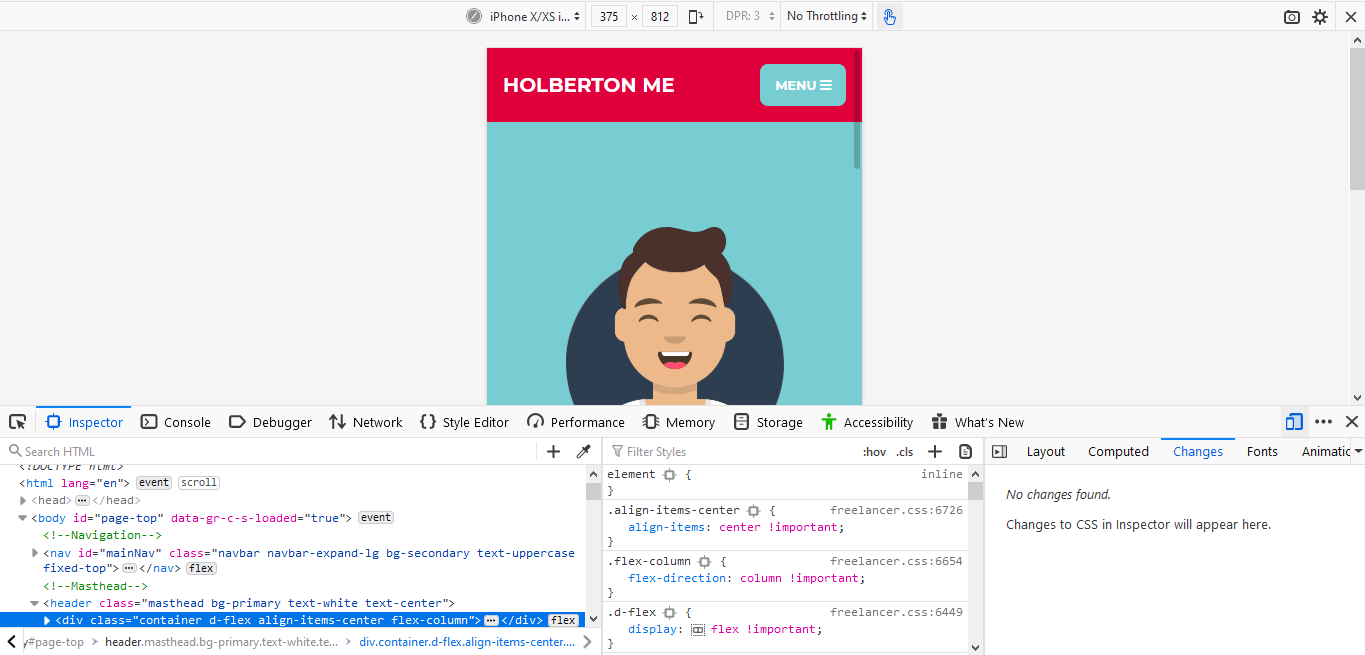 iPhone X/XS i... 375 × 812 DPR: 3 No Throttling
HOLBERTON ME
MENU ☰
Inspector Console Debugger Network {} Style Editor Performance Memory Storage Accessibility What's New
Search HTML
<!DOCTYPE html>
<html lang="en"> event scroll
<head> ••• </head>
<body id="page-top" data-gr-c-s-loaded="true"> event
<!--Navigation-->
<nav id="mainNav" class="navbar navbar-expand-lg bg-secondary text-uppercase
fixed-top"> ••• </nav> flex
<!--Masthead-->
<header class="masthead bg-primary text-white text-center">
<div class="container d-flex align-items-center flex-column"> ••• </div> flex
y#page-top > header.masthead.bg-primary.text-white.te... > div.container.d-flex.align-items-center....
Filter Styles :hov .cls +
element { inline
}
.align-items-center { freelancer.css:6726
align-items: center !important;
}
.flex-column { freelancer.css:6654
flex-direction: column !important;
}
.d-flex { freelancer.css:6449
display: flex !important;
}
Layout Computed Changes Fonts Animatic
No changes found.
Changes to CSS in Inspector will appear here.